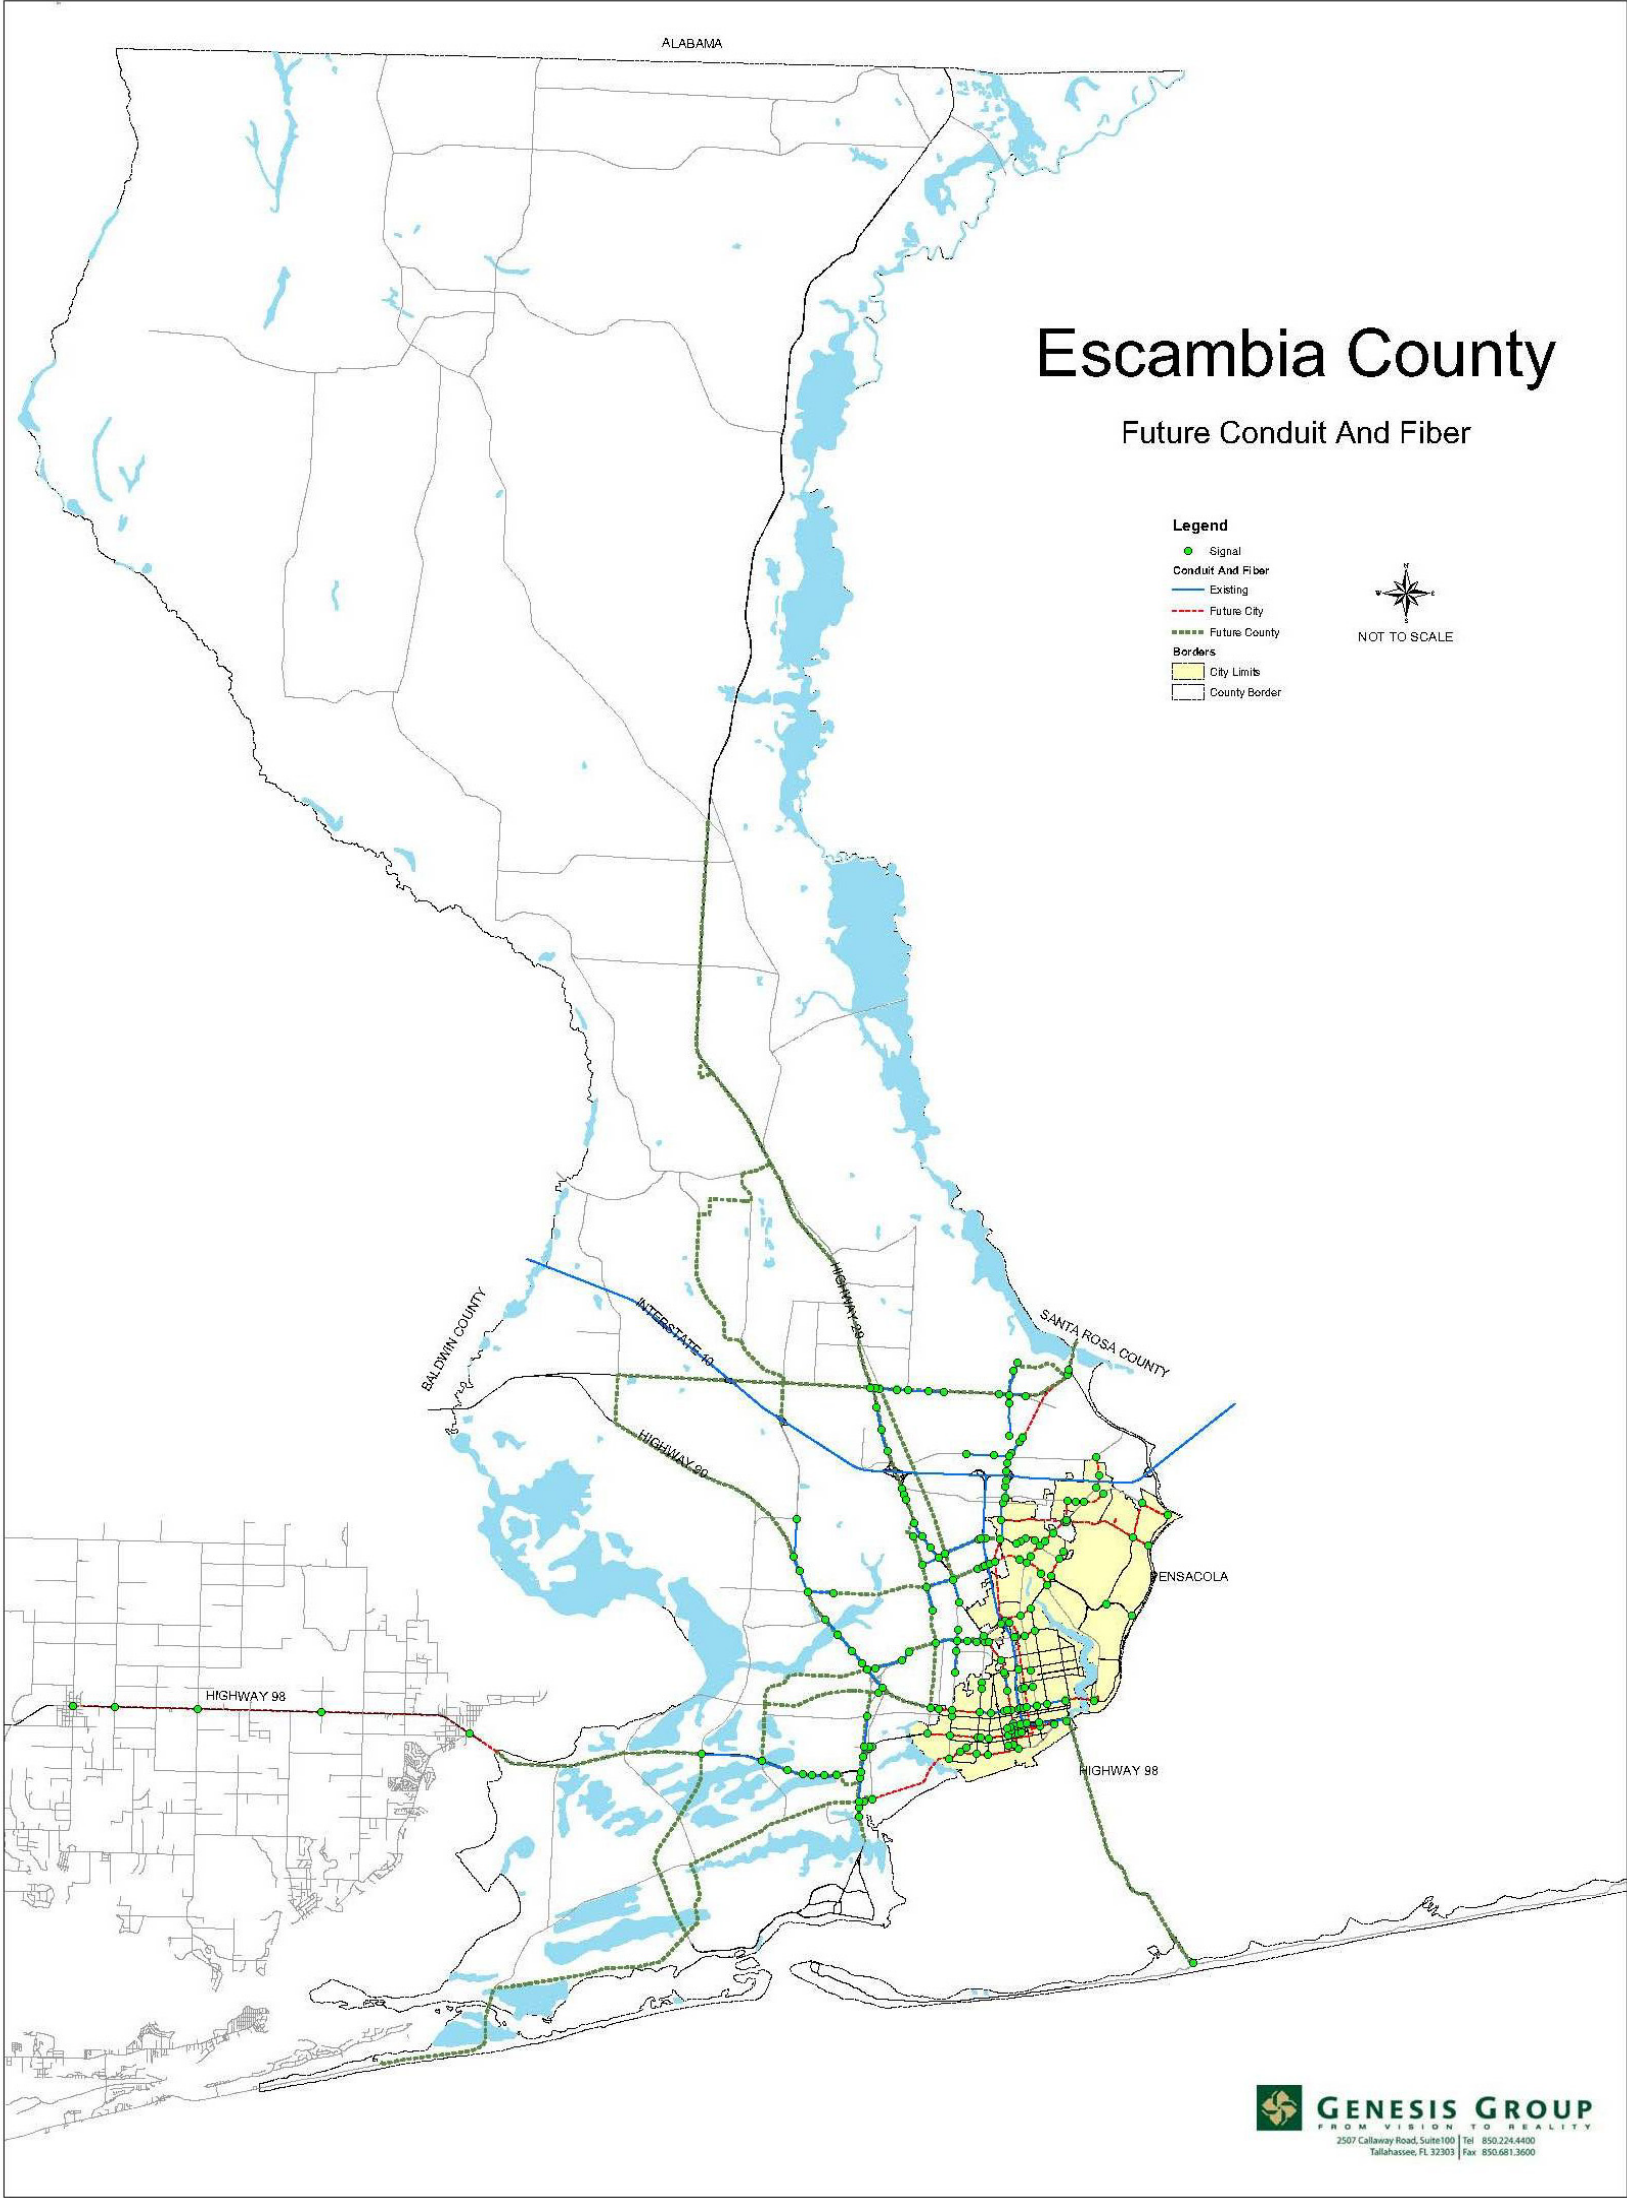 ALABAMA
Escambia County
Future Conduit And Fiber
Legend
Signal
Conduit And Fiber
Existing
Future City
Future County
Borders
City Limits
County Border
N
W
E
S
NOT TO SCALE
HIGHWAY 29
INTERSTATE 10
BALDWIN COUNTY
SANTA ROSA COUNTY
HIGHWAY 90
PENSACOLA
HIGHWAY 98
HIGHWAY 98
GENESIS GROUP
FROM VISION TO REALITY
2507 Callaway Road, Suite100 | Tel 850.224.4400
Tallahassee, FL 32303 | Fax 850.681.3600